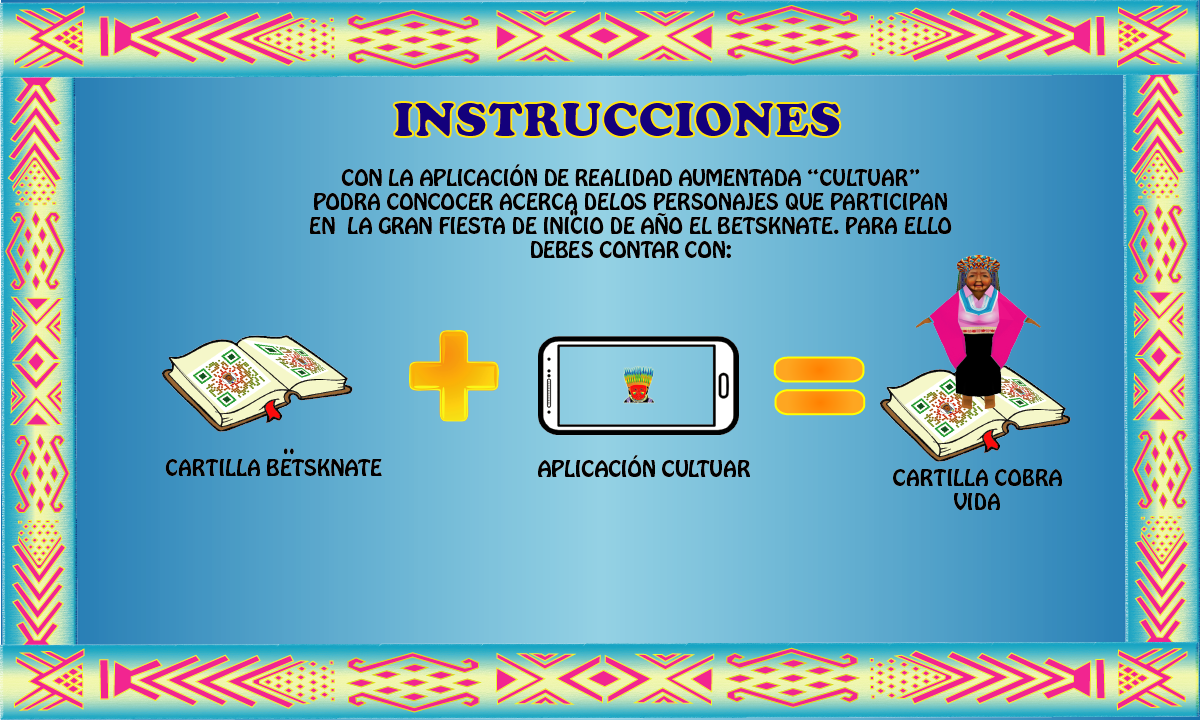 INSTRUCCIONES
CON LA APLICACIÓN DE REALIDAD AUMENTADA “CULTUAR”
PODRA CONCOCER ACERCA DELOS PERSONAJES QUE PARTICIPAN
EN LA GRAN FIESTA DE INICIO DE AÑO EL BETSKNATE. PARA ELLO
DEBES CONTAR CON:
CARTILLA BËTSKNATE
APLICACIÓN CULTUAR
CARTILLA COBRA
VIDA